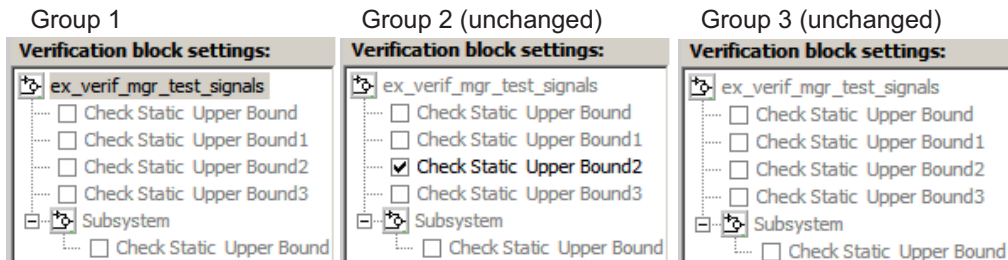 Group 1
Verification block settings:
ex_verif_mgr_test_signals
Check Static Upper Bound
Check Static Upper Bound1
Check Static Upper Bound2
Check Static Upper Bound3
Subsystem
Check Static Upper Bound
Group 2 (unchanged)
Verification block settings:
ex_verif_mgr_test_signals
Check Static Upper Bound
Check Static Upper Bound1
Check Static Upper Bound2
Check Static Upper Bound3
Subsystem
Check Static Upper Bound
Group 3 (unchanged)
Verification block settings:
ex_verif_mgr_test_signals
Check Static Upper Bound
Check Static Upper Bound1
Check Static Upper Bound2
Check Static Upper Bound3
Subsystem
Check Static Upper Bound